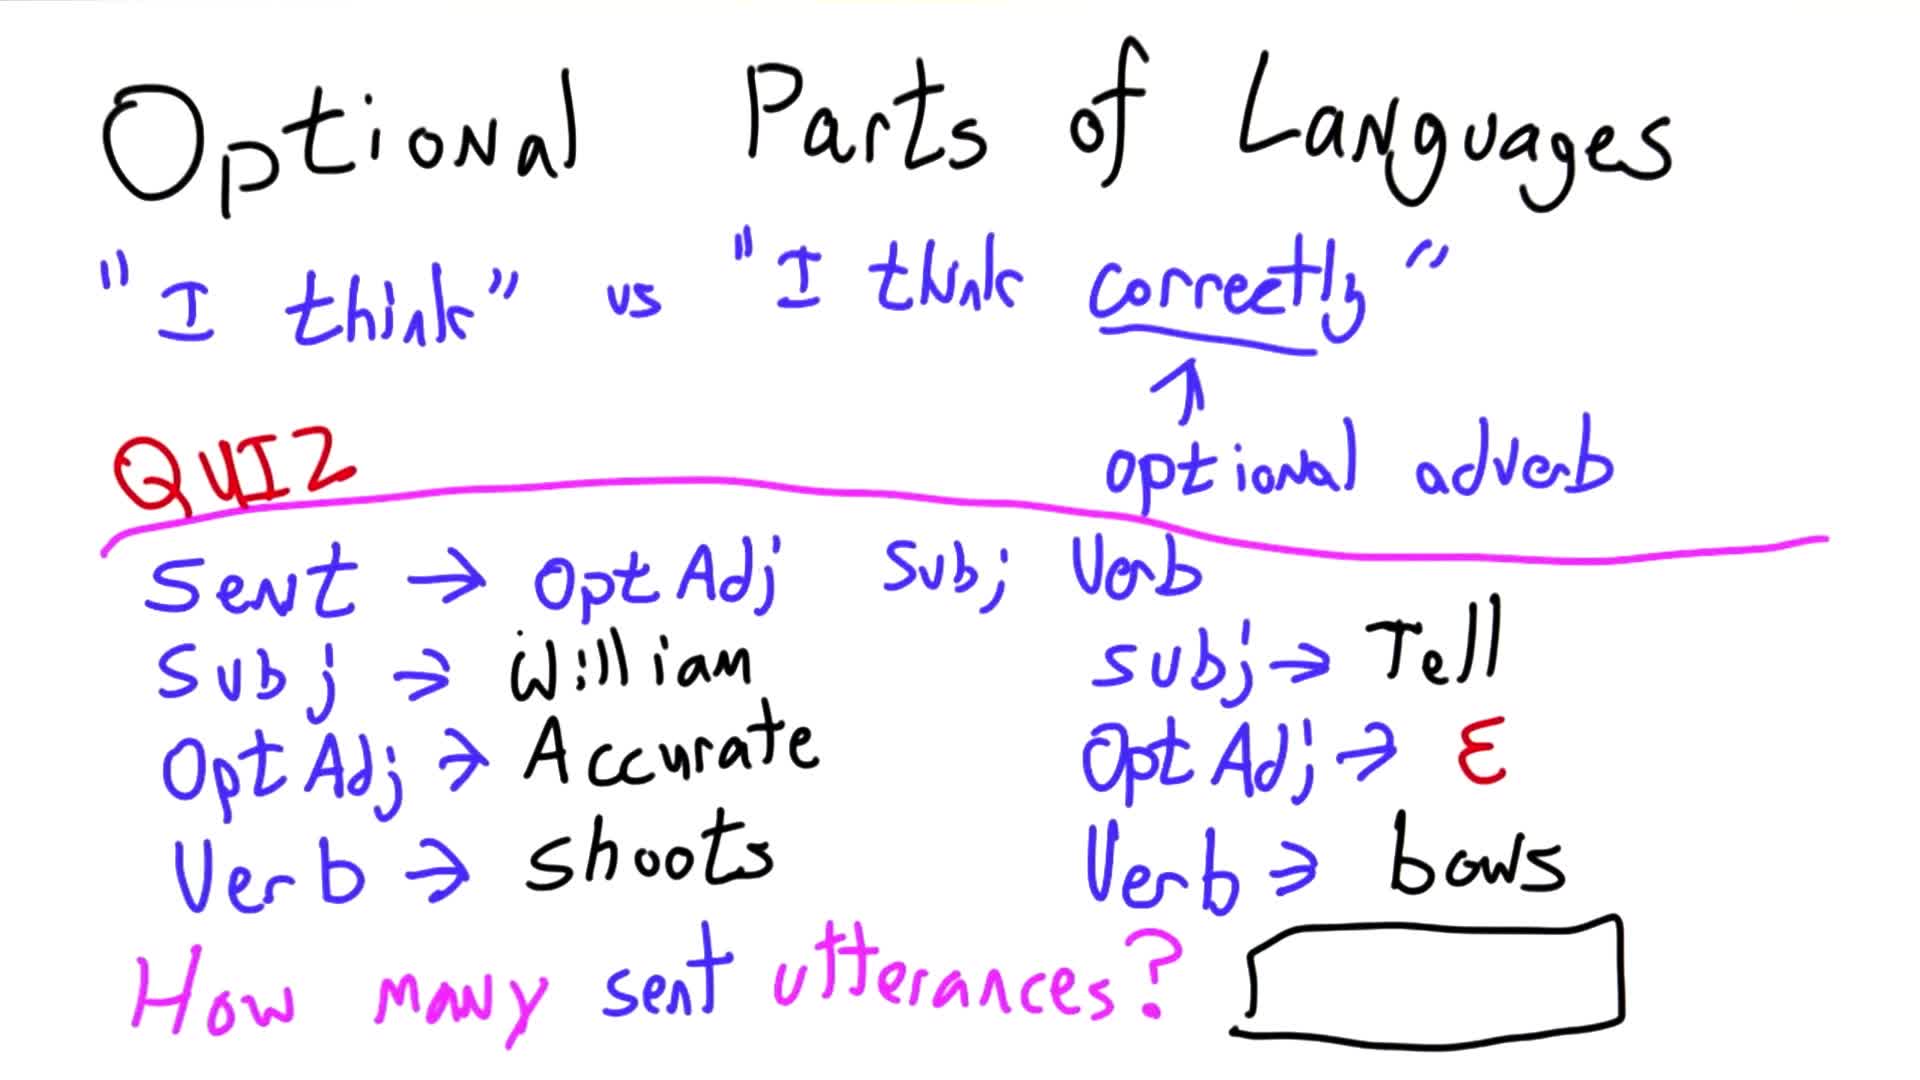 Optional Parts of Languages
"I think" vs "I think correctly"
optional adverb
QUIZ
Sent → OptAdj Subj Verb
Subj → William
subj → Tell
OptAdj → Accurate
OptAdj → ε
Verb → shoots
Verb → bows
How many sent utterances?